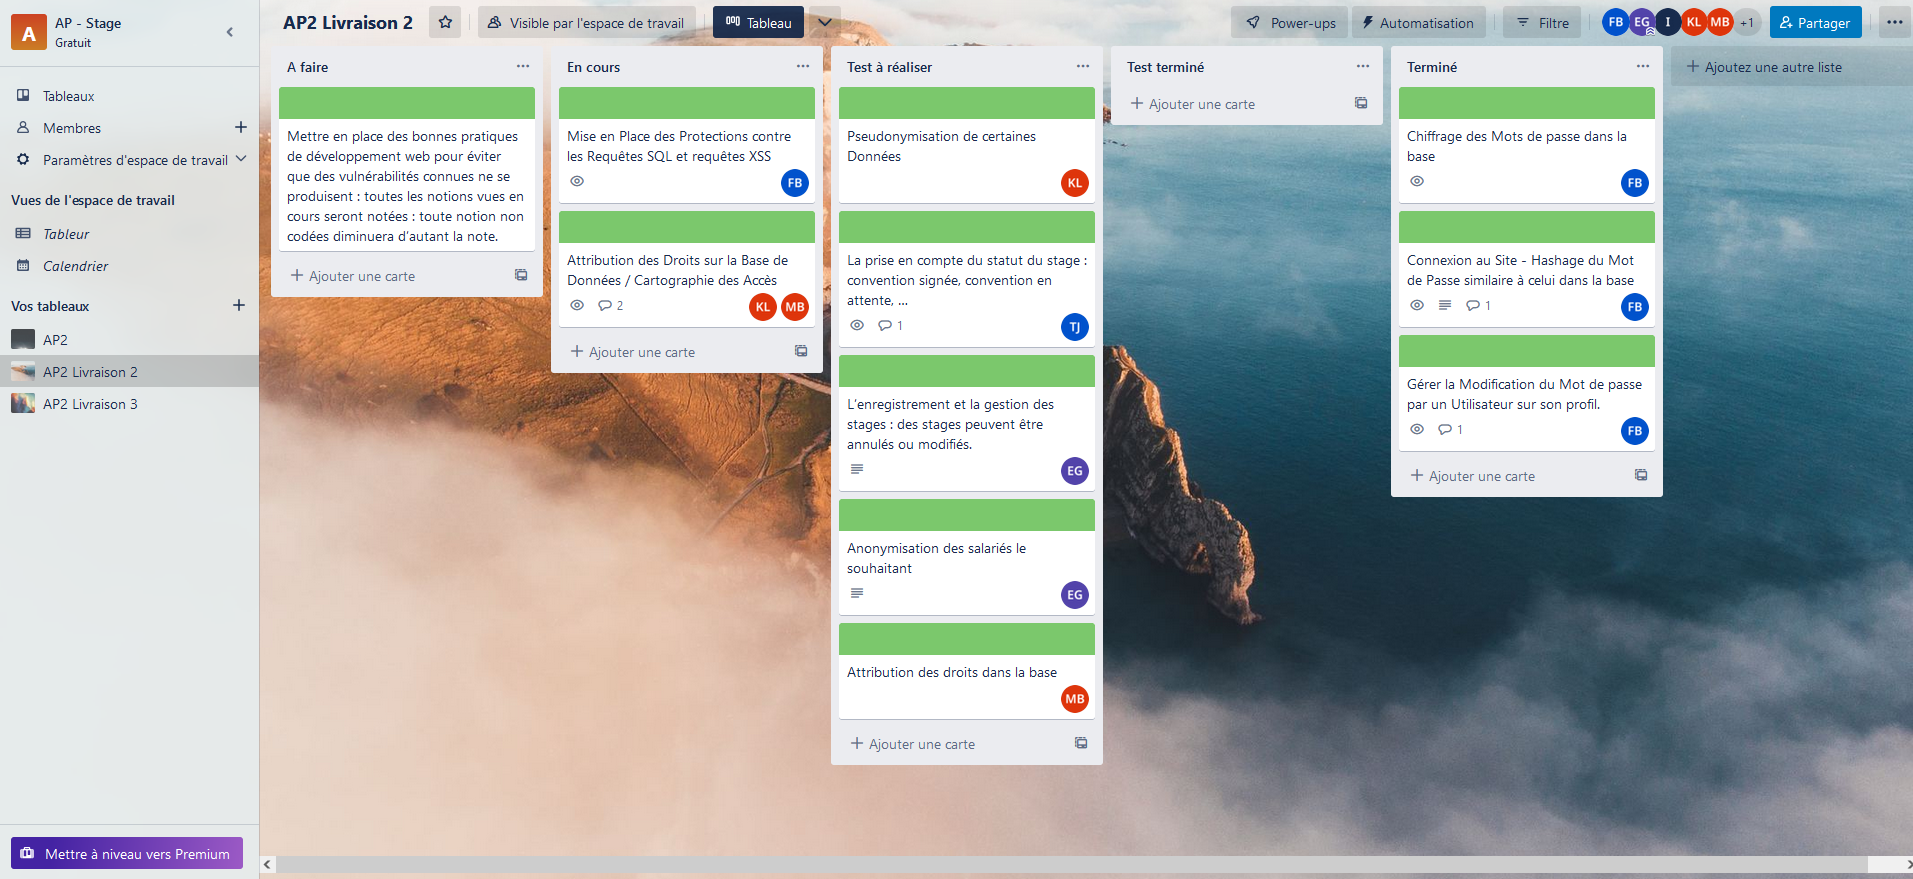 A
AP - Stage
Gratuit
Tableaux
Membres
Paramètres d'espace de travail
Vues de l'espace de travail
Tableur
Calendrier
Vos tableaux
AP2
AP2 Livraison 2
AP2 Livraison 3
Mettre à niveau vers Premium
AP2 Livraison 2
Visible par l'espace de travail
Tableau
Power-ups
Automatisation
Filtre
FB
EG
I
KL
MB
+1
Partager
A faire
Mettre en place des bonnes pratiques
de développement web pour éviter
que des vulnérabilités connues ne se
produisent : toutes les notions vues en
cours seront notées : toute notion non
codées diminuera d'autant la note.
Ajouter une carte
En cours
Mise en Place des Protections contre
les Requêtes SQL et requêtes XSS
FB
Attribution des Droits sur la Base de
Données / Cartographie des Accès
2
KL
MB
Ajouter une carte
Test à réaliser
Pseudonymisation de certaines
Données
KL
La prise en compte du statut du stage :
convention signée, convention en
attente, ...
1
TJ
L'enregistrement et la gestion des
stages : des stages peuvent être
annulés ou modifiés.
EG
Anonymisation des salariés le
souhaitant
EG
Attribution des droits dans la base
MB
Ajouter une carte
Test terminé
Ajouter une carte
Terminé
Chiffrage des Mots de passe dans la
base
FB
Connexion au Site - Hashage du Mot
de Passe similaire à celui dans la base
1
FB
Gérer la Modification du Mot de passe
par un Utilisateur sur son profil.
1
FB
Ajouter une carte
Ajoutez une autre liste